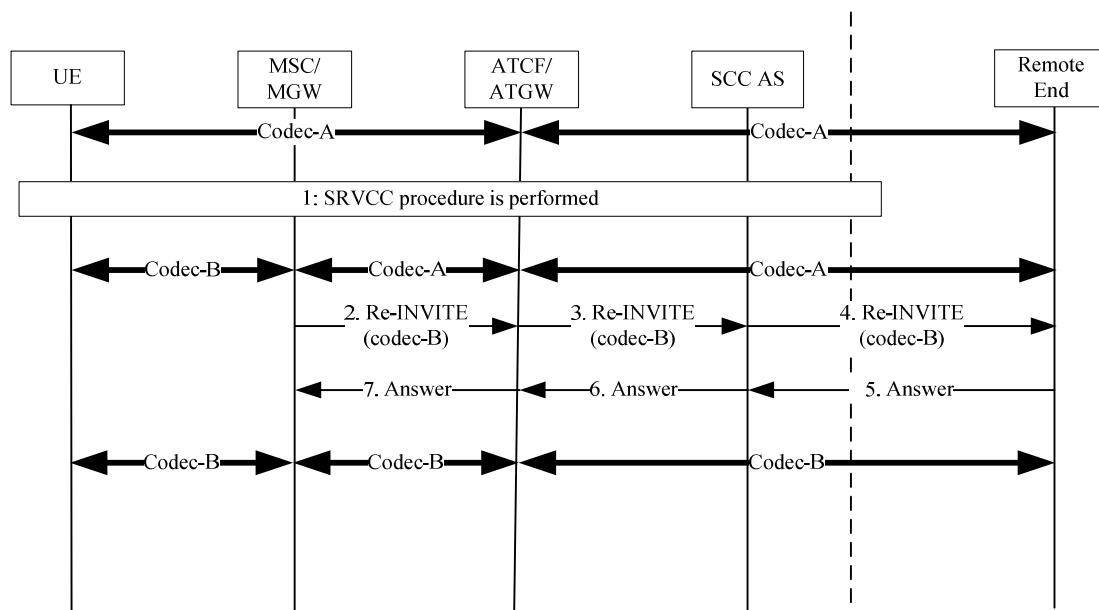 UE
MSC/
MGW
ATCF/
ATGW
SCC AS
Remote
End
Codec-A
Codec-A
1: SRVCC procedure is performed
Codec-B
Codec-A
Codec-A
2. Re-INVITE
(codec-B)
3. Re-INVITE
(codec-B)
4. Re-INVITE
(codec-B)
7. Answer
6. Answer
5. Answer
Codec-B
Codec-B
Codec-B